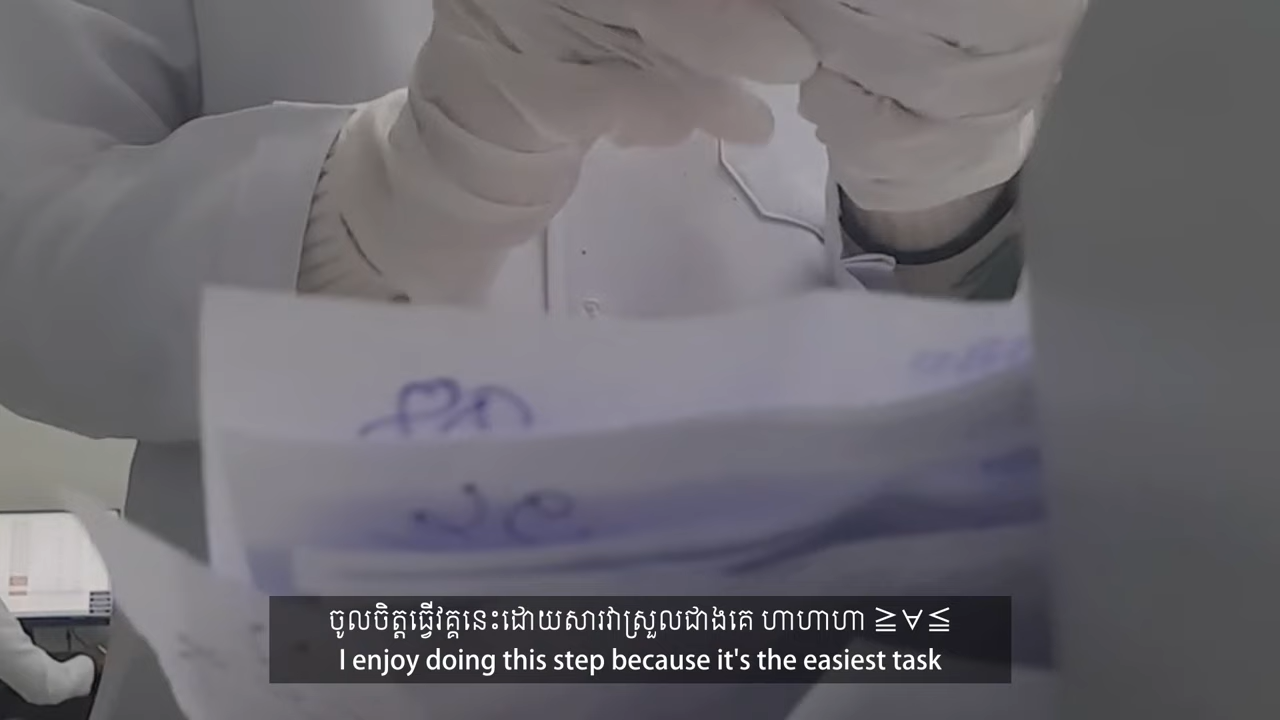 ចូលចិត្តធ្វើវគ្គនេះដោយសារវាស្រួលជាងគេ ហាហាហា ≧∀≦
I enjoy doing this step because it's the easiest task